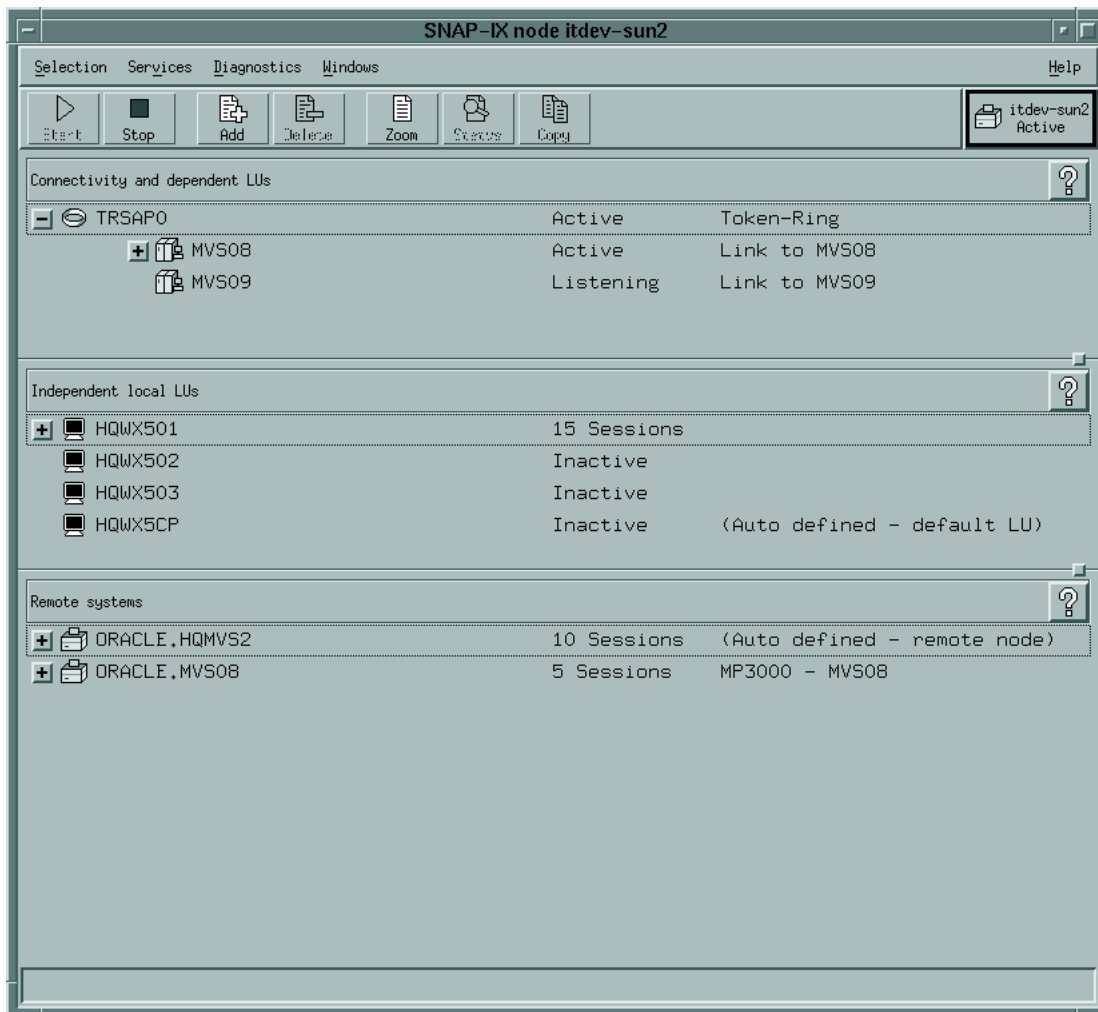 SNAP-IX node itdev-sun2
Selection Services Diagnostics Windows Help
Start Stop Add Delete Zoom Status Copy itdev-sun2
Active
Connectivity and dependent LUs ?
TRSAP0 Active Token-Ring
MVS08 Active Link to MVS08
MVS09 Listening Link to MVS09
Independent local LUs ?
HQWX501 15 Sessions
HQWX502 Inactive
HQWX503 Inactive
HQWX5CP Inactive (Auto defined - default LU)
Remote systems ?
ORACLE.HQMVS2 10 Sessions (Auto defined - remote node)
ORACLE.MVS08 5 Sessions MP3000 - MVS08